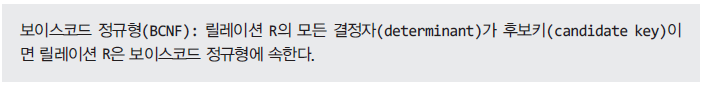 보이스코드 정규형(BCNF): 릴레이션 R의 모든 결정자(determinant)가 후보키(candidate key)이
면 릴레이션 R은 보이스코드 정규형에 속한다.